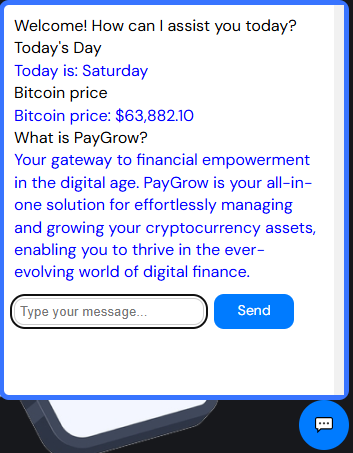 Welcome! How can I assist you today?
Today's Day
Today is: Saturday
Bitcoin price
Bitcoin price: $63,882.10
What is PayGrow?
Your gateway to financial empowerment
in the digital age. PayGrow is your all-in-
one solution for effortlessly managing
and growing your cryptocurrency assets,
enabling you to thrive in the ever-
evolving world of digital finance.
Type your message... Send